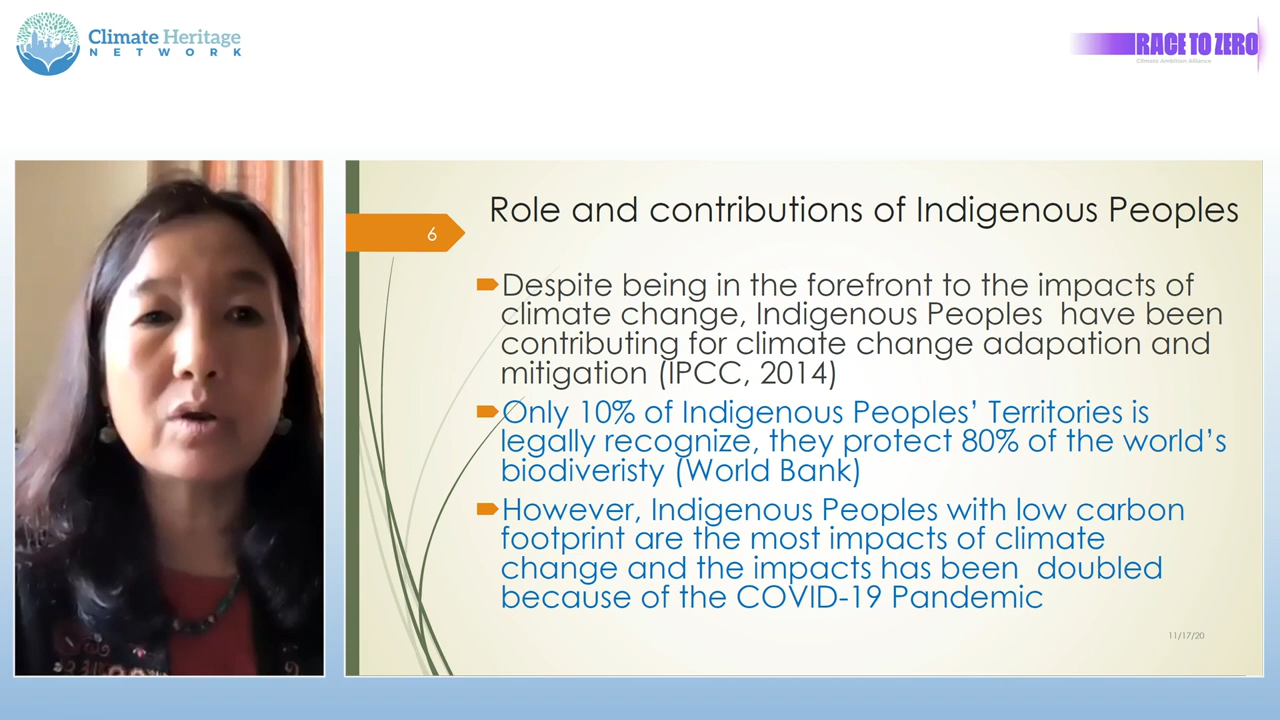 Climate Heritage
NETWORK
RACE TO ZERO
Climate Ambition Alliance
6
Role and contributions of Indigenous Peoples
Despite being in the forefront to the impacts of
climate change, Indigenous Peoples have been
contributing for climate change adapation and
mitigation (IPCC, 2014)
Only 10% of Indigenous Peoples’ Territories is
legally recognize, they protect 80% of the world’s
biodiveristy (World Bank)
However, Indigenous Peoples with low carbon
footprint are the most impacts of climate
change and the impacts has been doubled
because of the COVID-19 Pandemic
11/17/20